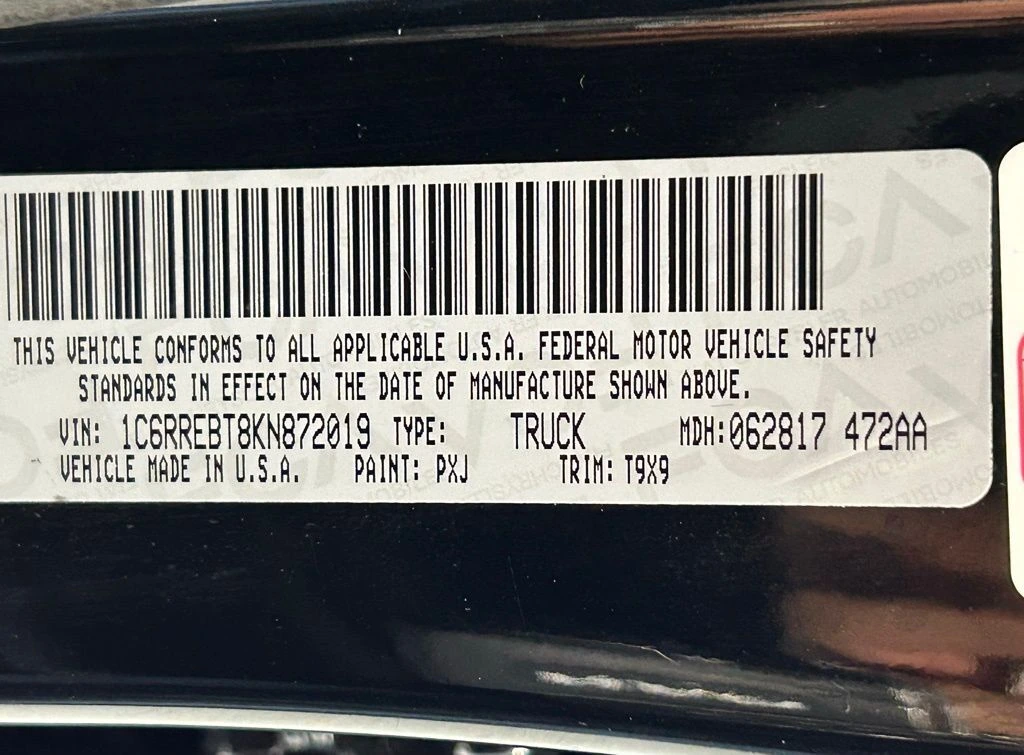 THIS VEHICLE CONFORMS TO ALL APPLICABLE U.S.A. FEDERAL MOTOR VEHICLE SAFETY
STANDARDS IN EFFECT ON THE DATE OF MANUFACTURE SHOWN ABOVE.
VIN: 1C6RREBT8KN872019 TYPE: TRUCK MDH:062817 472AA
VEHICLE MADE IN U.S.A. PAINT: PXJ TRIM: T9X9